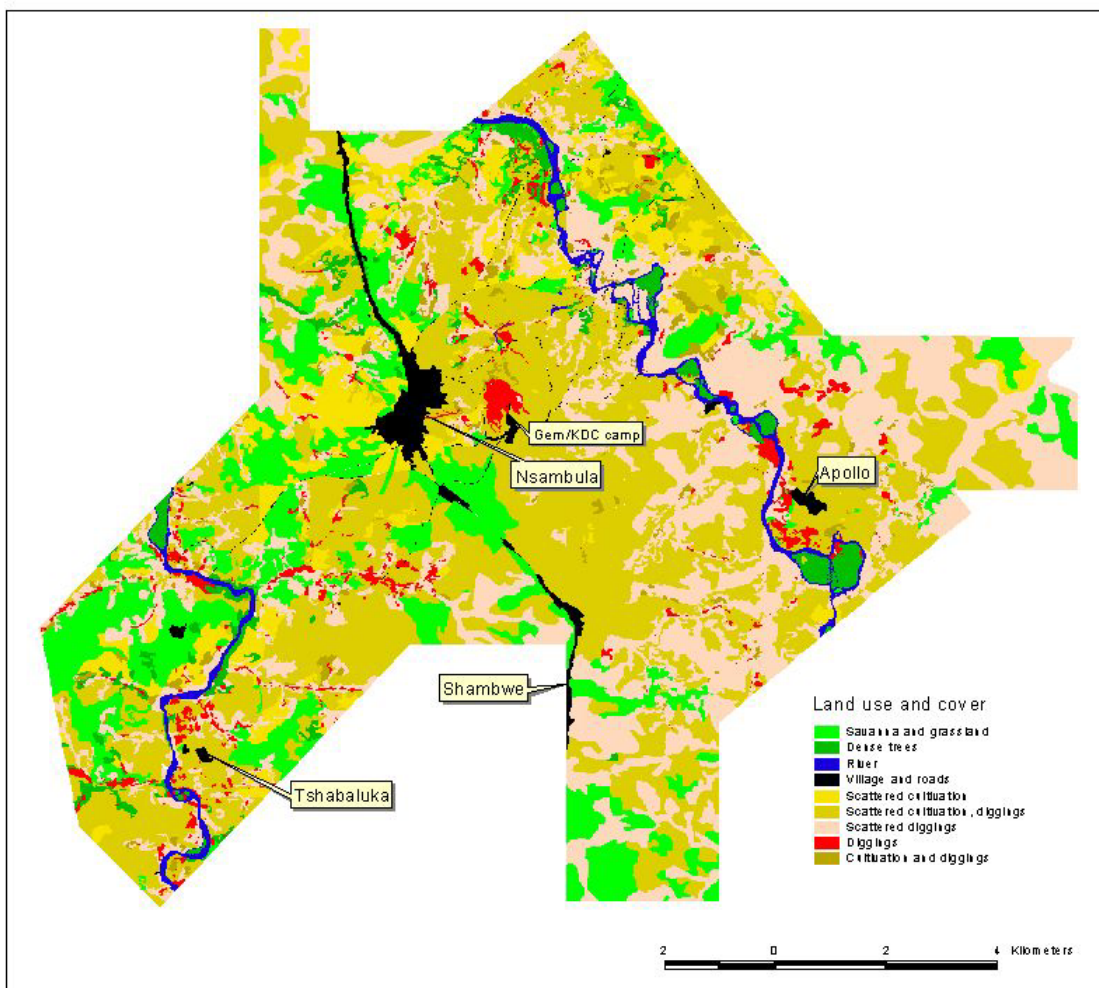 Gem/KDC camp
Nsambula
Apollo
Shambwe
Tshabaluka
Land use and cover
Savanna and grassland
Dense trees
River
Village and roads
Scattered cultivation
Scattered cultivation, diggings
Scattered diggings
Diggings
Cultivation and diggings
2 0 2 4 Kilometers